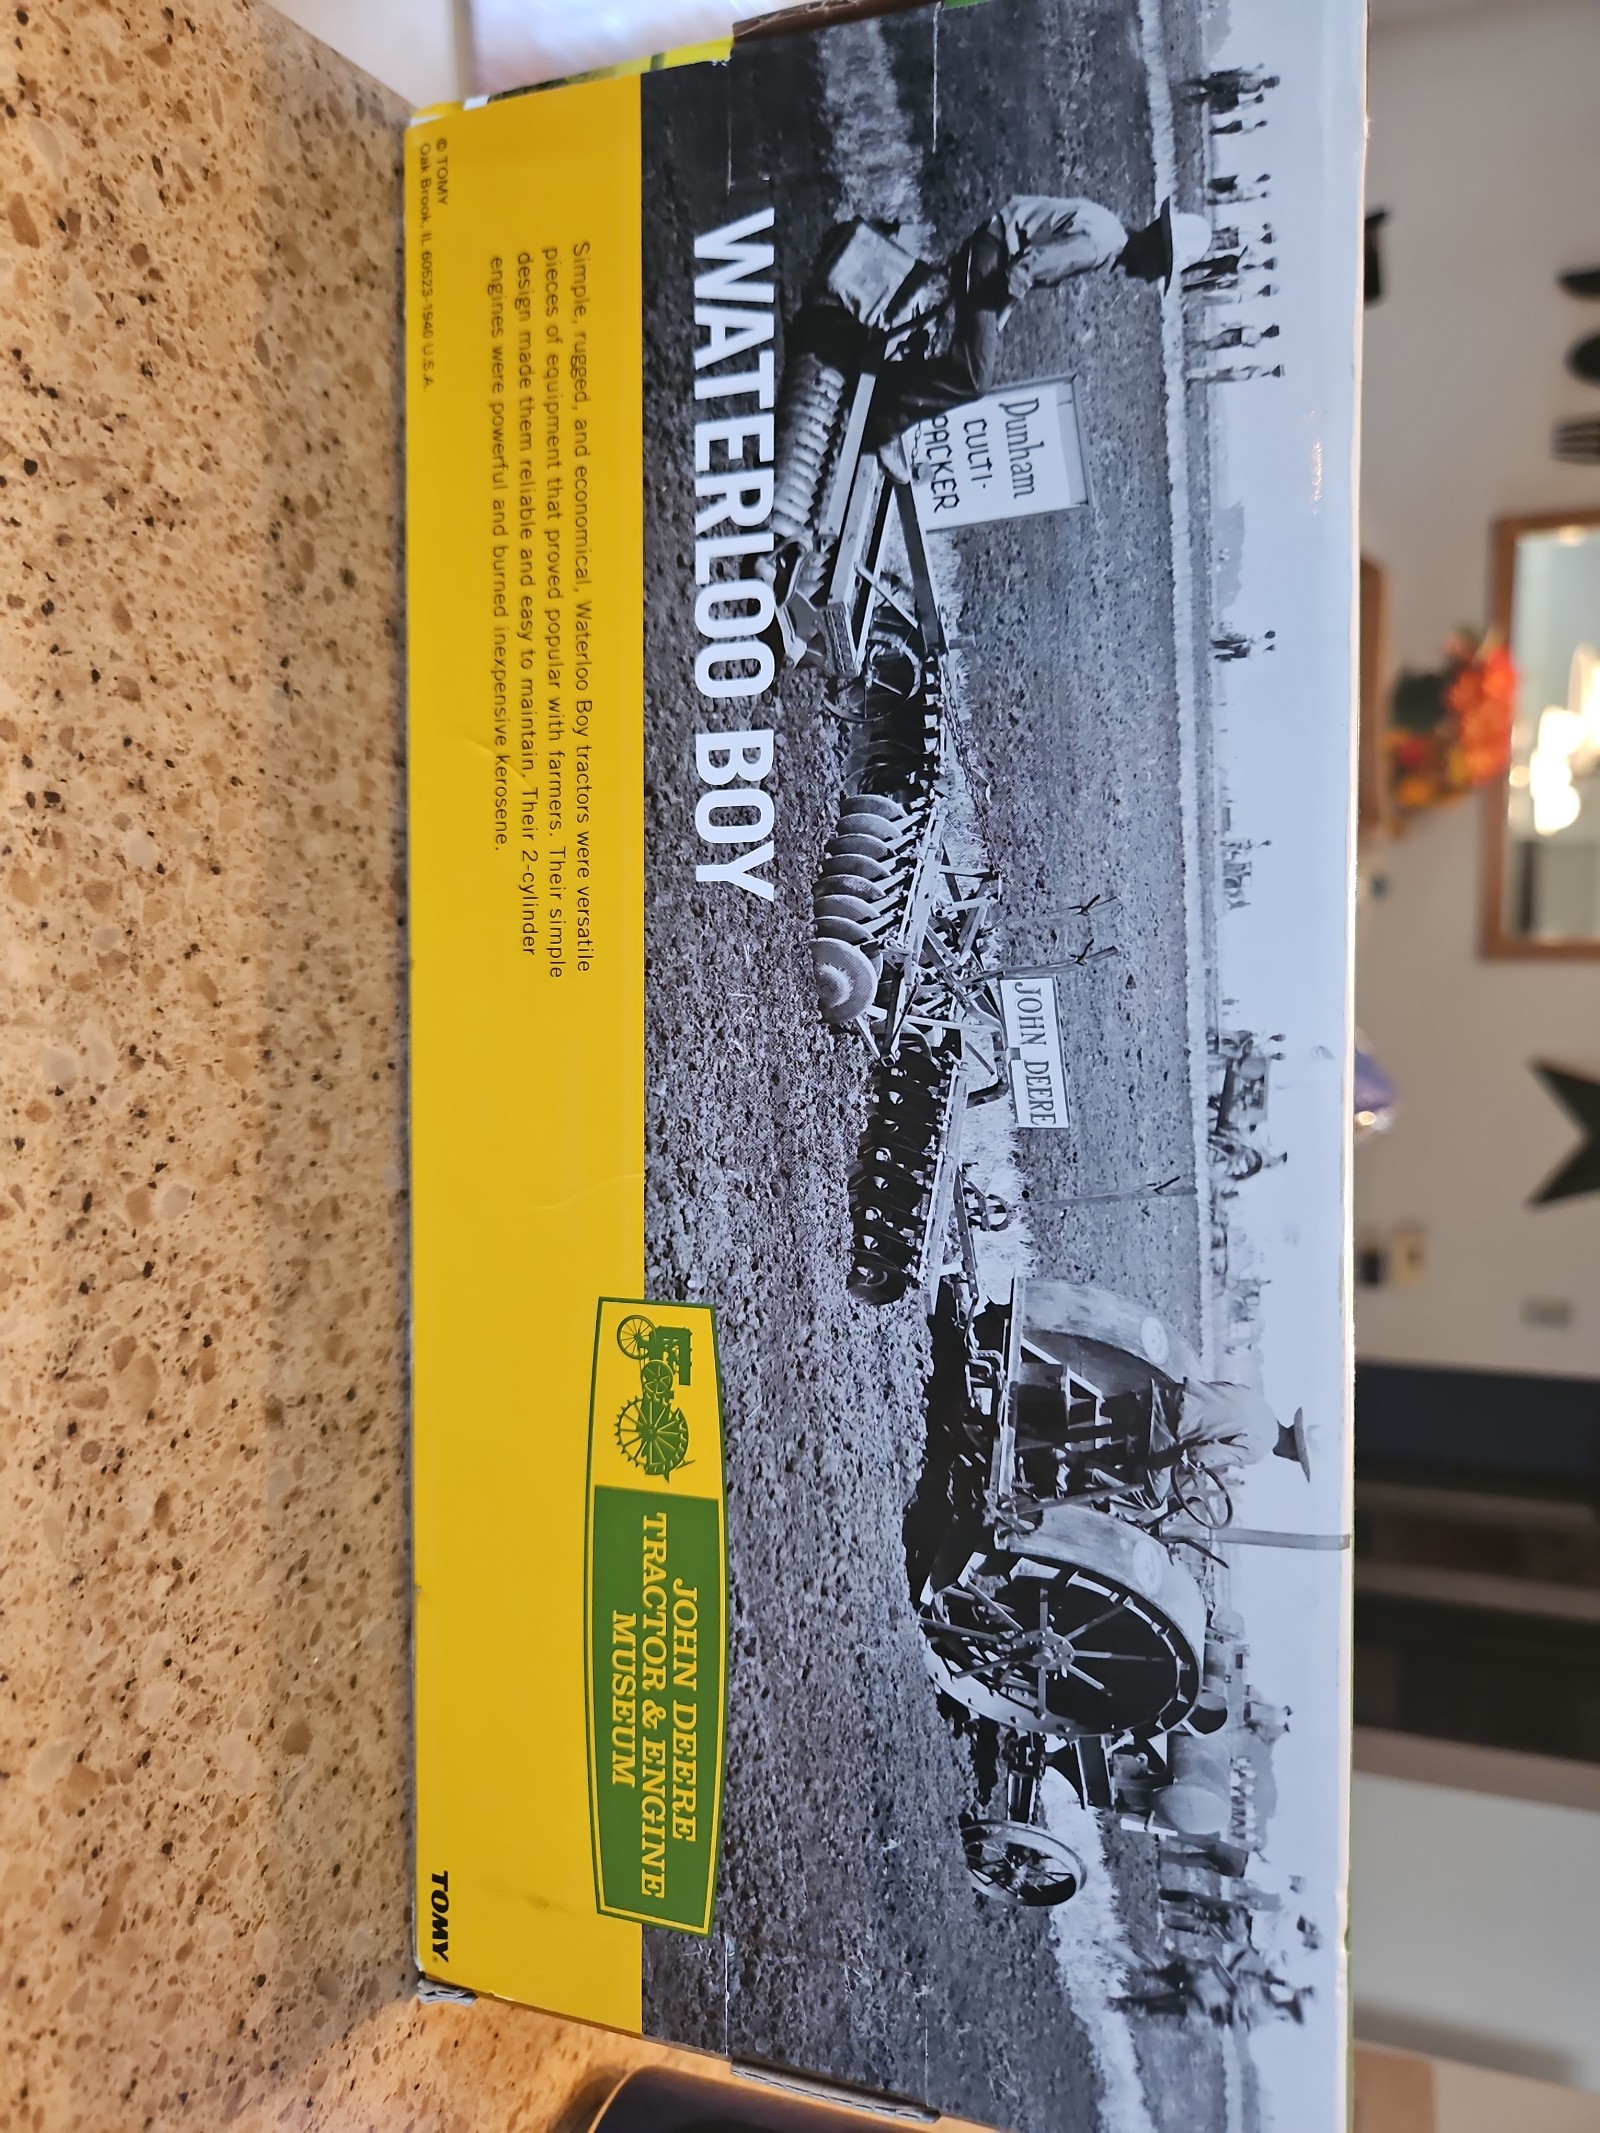 Dunham
CULTI-
PACKER
JOHN DEERE
WATERLOO BOY
JOHN DEERE
TRACTOR & ENGINE
MUSEUM
Simple, rugged, and economical, Waterloo Boy tractors were versatile
pieces of equipment that proved popular with farmers. Their simple
design made them reliable and easy to maintain. Their 2-cylinder
engines were powerful and burned inexpensive kerosene.
© TOMY
Oak Brook, IL 60523-1940 U.S.A.
TOMY